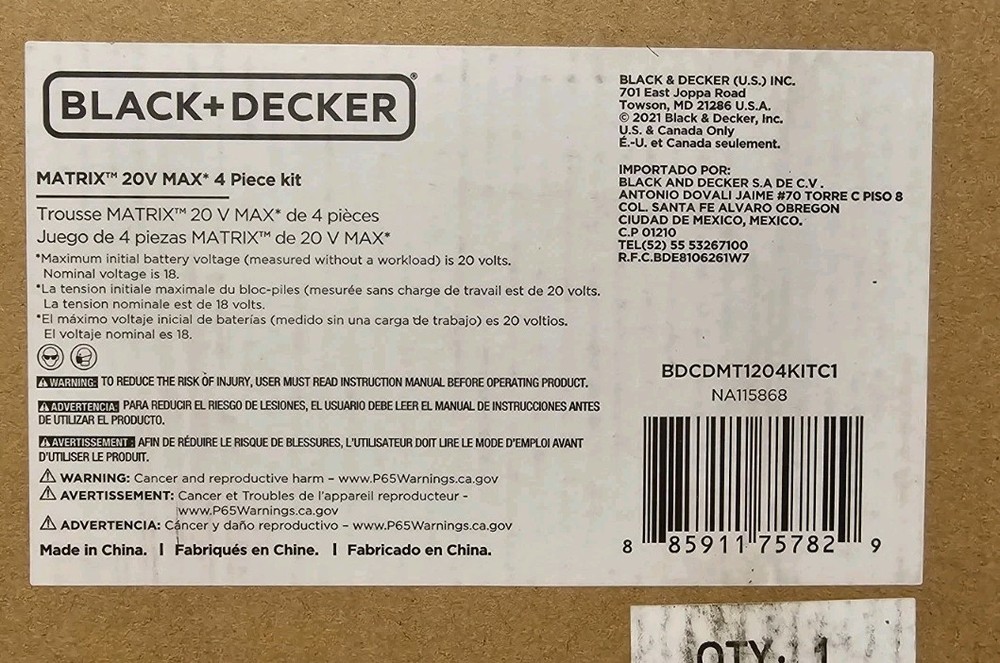 BLACK+DECKER®
MATRIX™ 20V MAX* 4 Piece kit
Trousse MATRIX™ 20 V MAX* de 4 pièces
Juego de 4 piezas MATRIX™ de 20 V MAX*
*Maximum initial battery voltage (measured without a workload) is 20 volts.
Nominal voltage is 18.
*La tension initiale maximale du bloc-piles (mesurée sans charge de travail est de 20 volts.
La tension nominale est de 18 volts.
*El máximo voltaje inicial de baterías (medido sin una carga de trabajo) es 20 voltios.
El voltaje nominal es 18.
⚠ WARNING: TO REDUCE THE RISK OF INJURY, USER MUST READ INSTRUCTION MANUAL BEFORE OPERATING PRODUCT.
⚠ ADVERTENCIA: PARA REDUCIR EL RIESGO DE LESIONES, EL USUARIO DEBE LEER EL MANUAL DE INSTRUCCIONES ANTES
DE UTILIZAR EL PRODUCTO.
⚠ AVERTISSEMENT: AFIN DE RÉDUIRE LE RISQUE DE BLESSURES, L'UTILISATEUR DOIT LIRE LE MODE D'EMPLOI AVANT
D'UTILISER LE PRODUIT.
⚠ WARNING: Cancer and reproductive harm – www.P65Warnings.ca.gov
⚠ AVERTISSEMENT: Cancer et Troubles de l'appareil reproducteur -
www.P65Warnings.ca.gov
⚠ ADVERTENCIA: Cáncer y daño reproductivo – www.P65Warnings.ca.gov
Made in China. | Fabriqués en Chine. | Fabricado en China.
BLACK & DECKER (U.S.) INC.
701 East Joppa Road
Towson, MD 21286 U.S.A.
© 2021 Black & Decker, Inc.
U.S. & Canada Only
É.-U. et Canada seulement.
IMPORTADO POR:
BLACK AND DECKER S.A DE C.V.
ANTONIO DOVALI JAIME #70 TORRE C PISO 8
COL. SANTA FE ALVARO OBREGON
CIUDAD DE MEXICO, MEXICO.
C.P 01210
TEL(52) 55 53267100
R.F.C.BDE8106261W7
BDCDMT1204KITC1
NA115868
8 85911 75782 9
QTY: 1